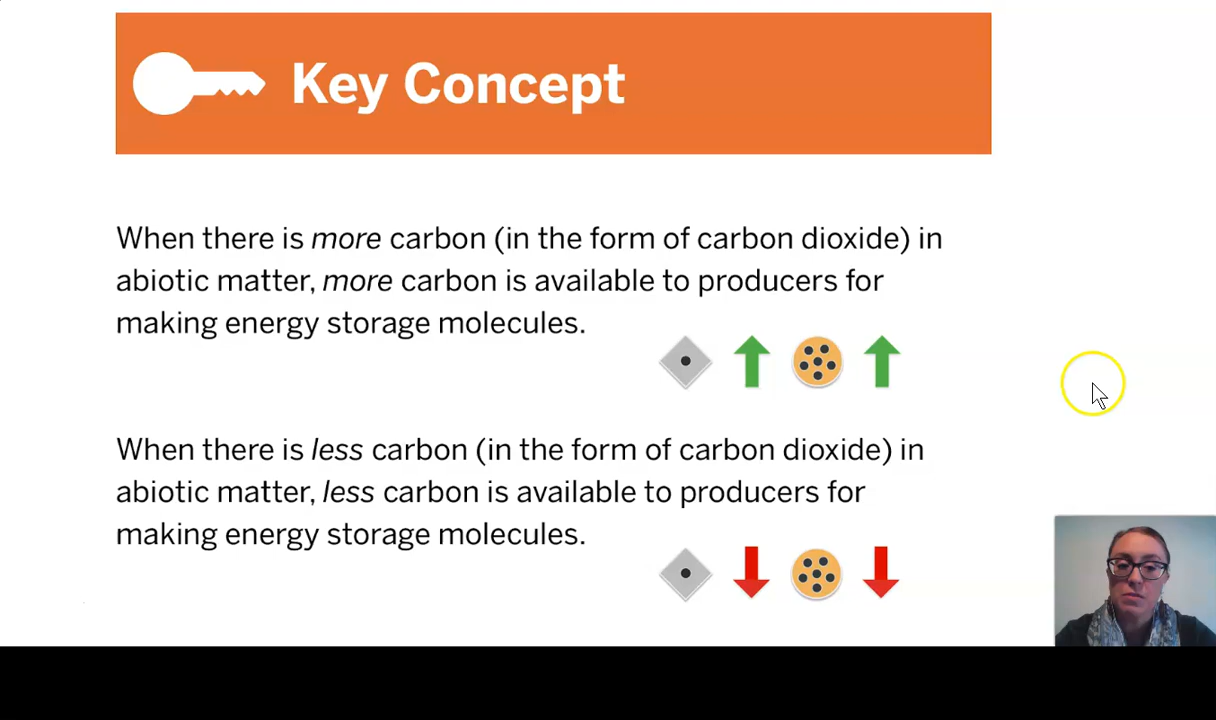 Key Concept
When there is more carbon (in the form of carbon dioxide) in
abiotic matter, more carbon is available to producers for
making energy storage molecules.
When there is less carbon (in the form of carbon dioxide) in
abiotic matter, less carbon is available to producers for
making energy storage molecules.